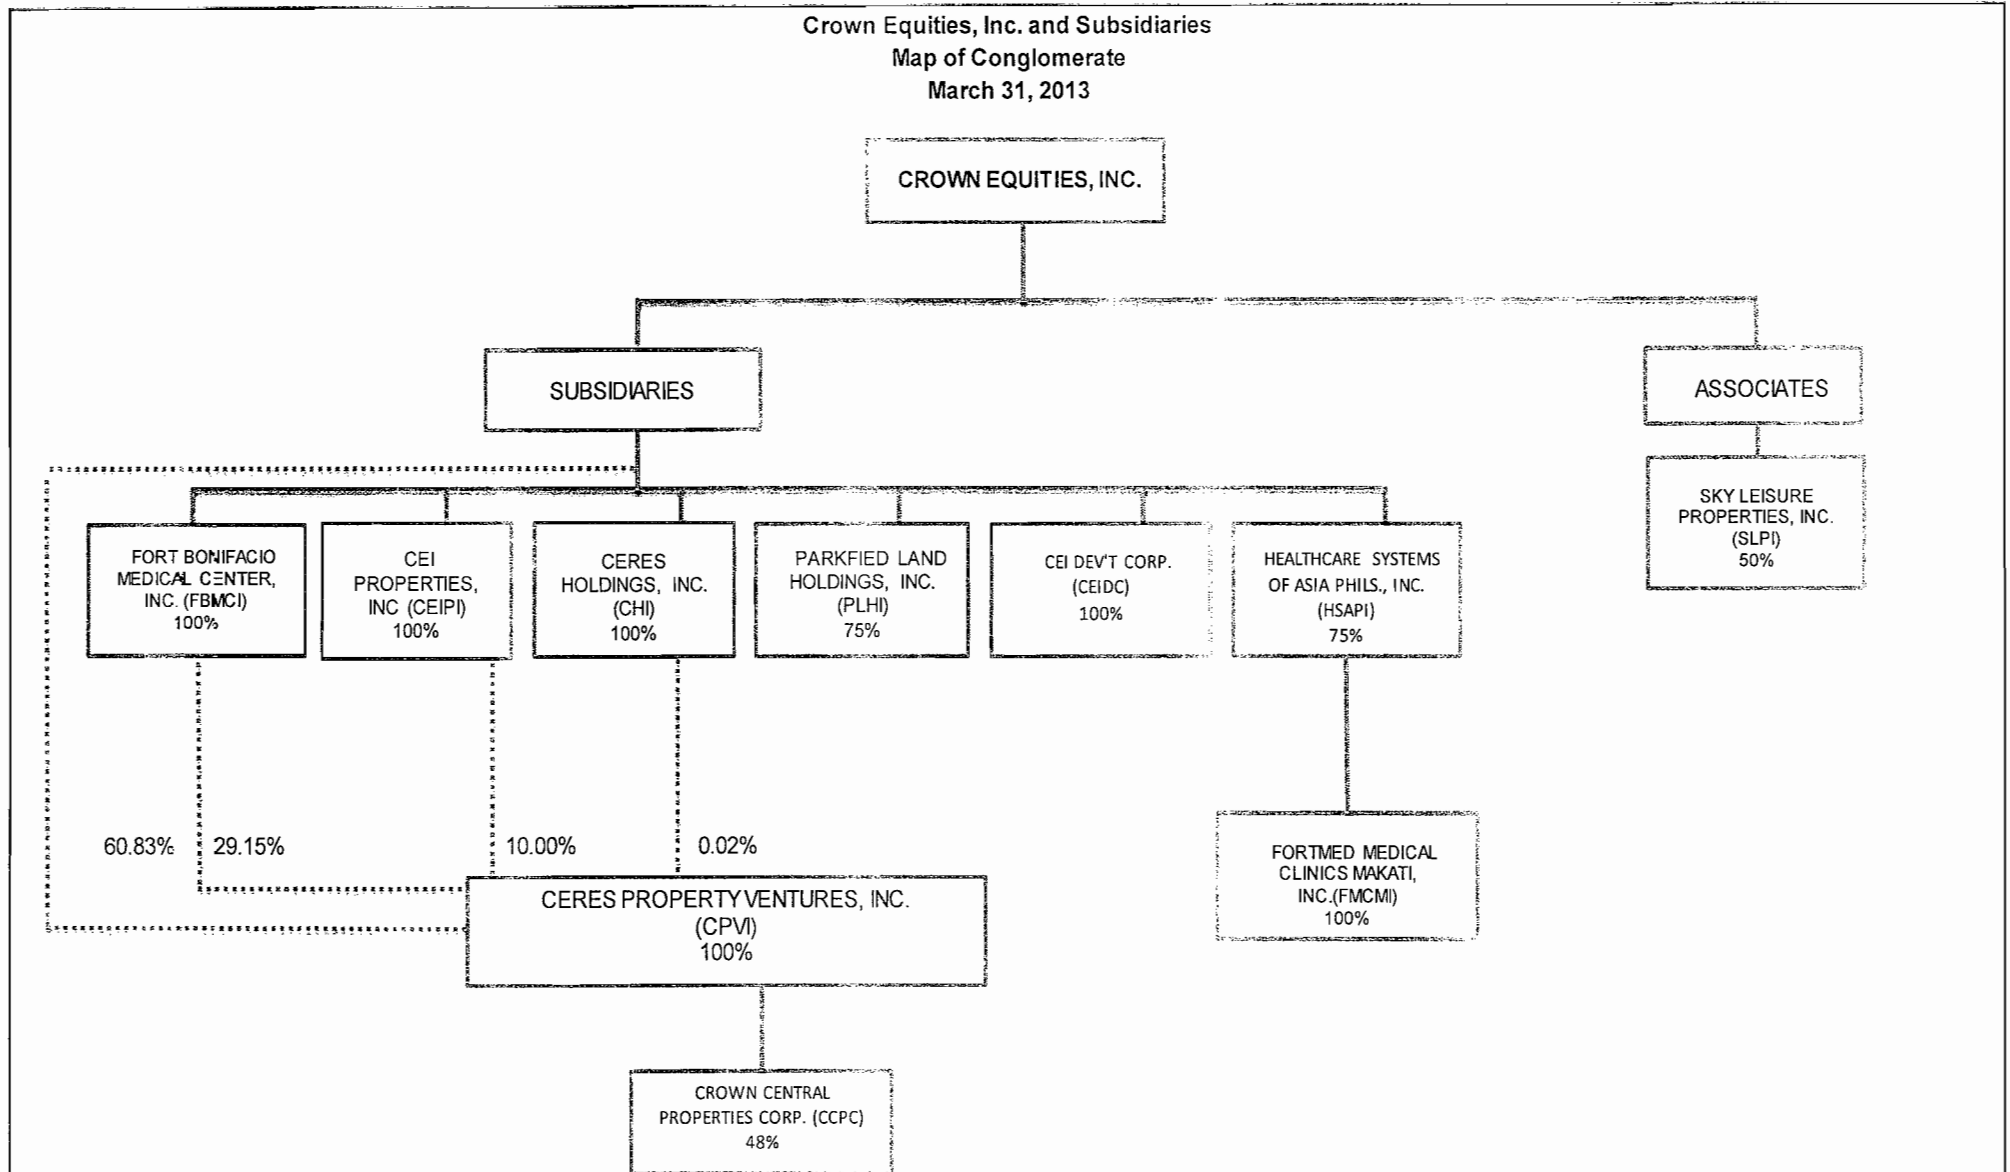 Crown Equities, Inc. and Subsidiaries
Map of Conglomerate
March 31, 2013
CROWN EQUITIES, INC.
SUBSIDIARIES
ASSOCIATES
SKY LEISURE
PROPERTIES, INC.
(SLPI)
50%
FORT BONIFACIO
MEDICAL CENTER,
INC. (FBMCI)
100%
CEI
PROPERTIES,
INC (CEIPI)
100%
CERES
HOLDINGS, INC.
(CHI)
100%
PARKFIED LAND
HOLDINGS, INC.
(PLHI)
75%
CEI DEV'T CORP.
(CEIDC)
100%
HEALTHCARE SYSTEMS
OF ASIA PHILS., INC.
(HSAPI)
75%
60.83%
29.15%
10.00%
0.02%
FORTMED MEDICAL
CLINICS MAKATI,
INC.(FMCMI)
100%
CERES PROPERTY VENTURES, INC.
(CPVI)
100%
CROWN CENTRAL
PROPERTIES CORP. (CCPC)
48%